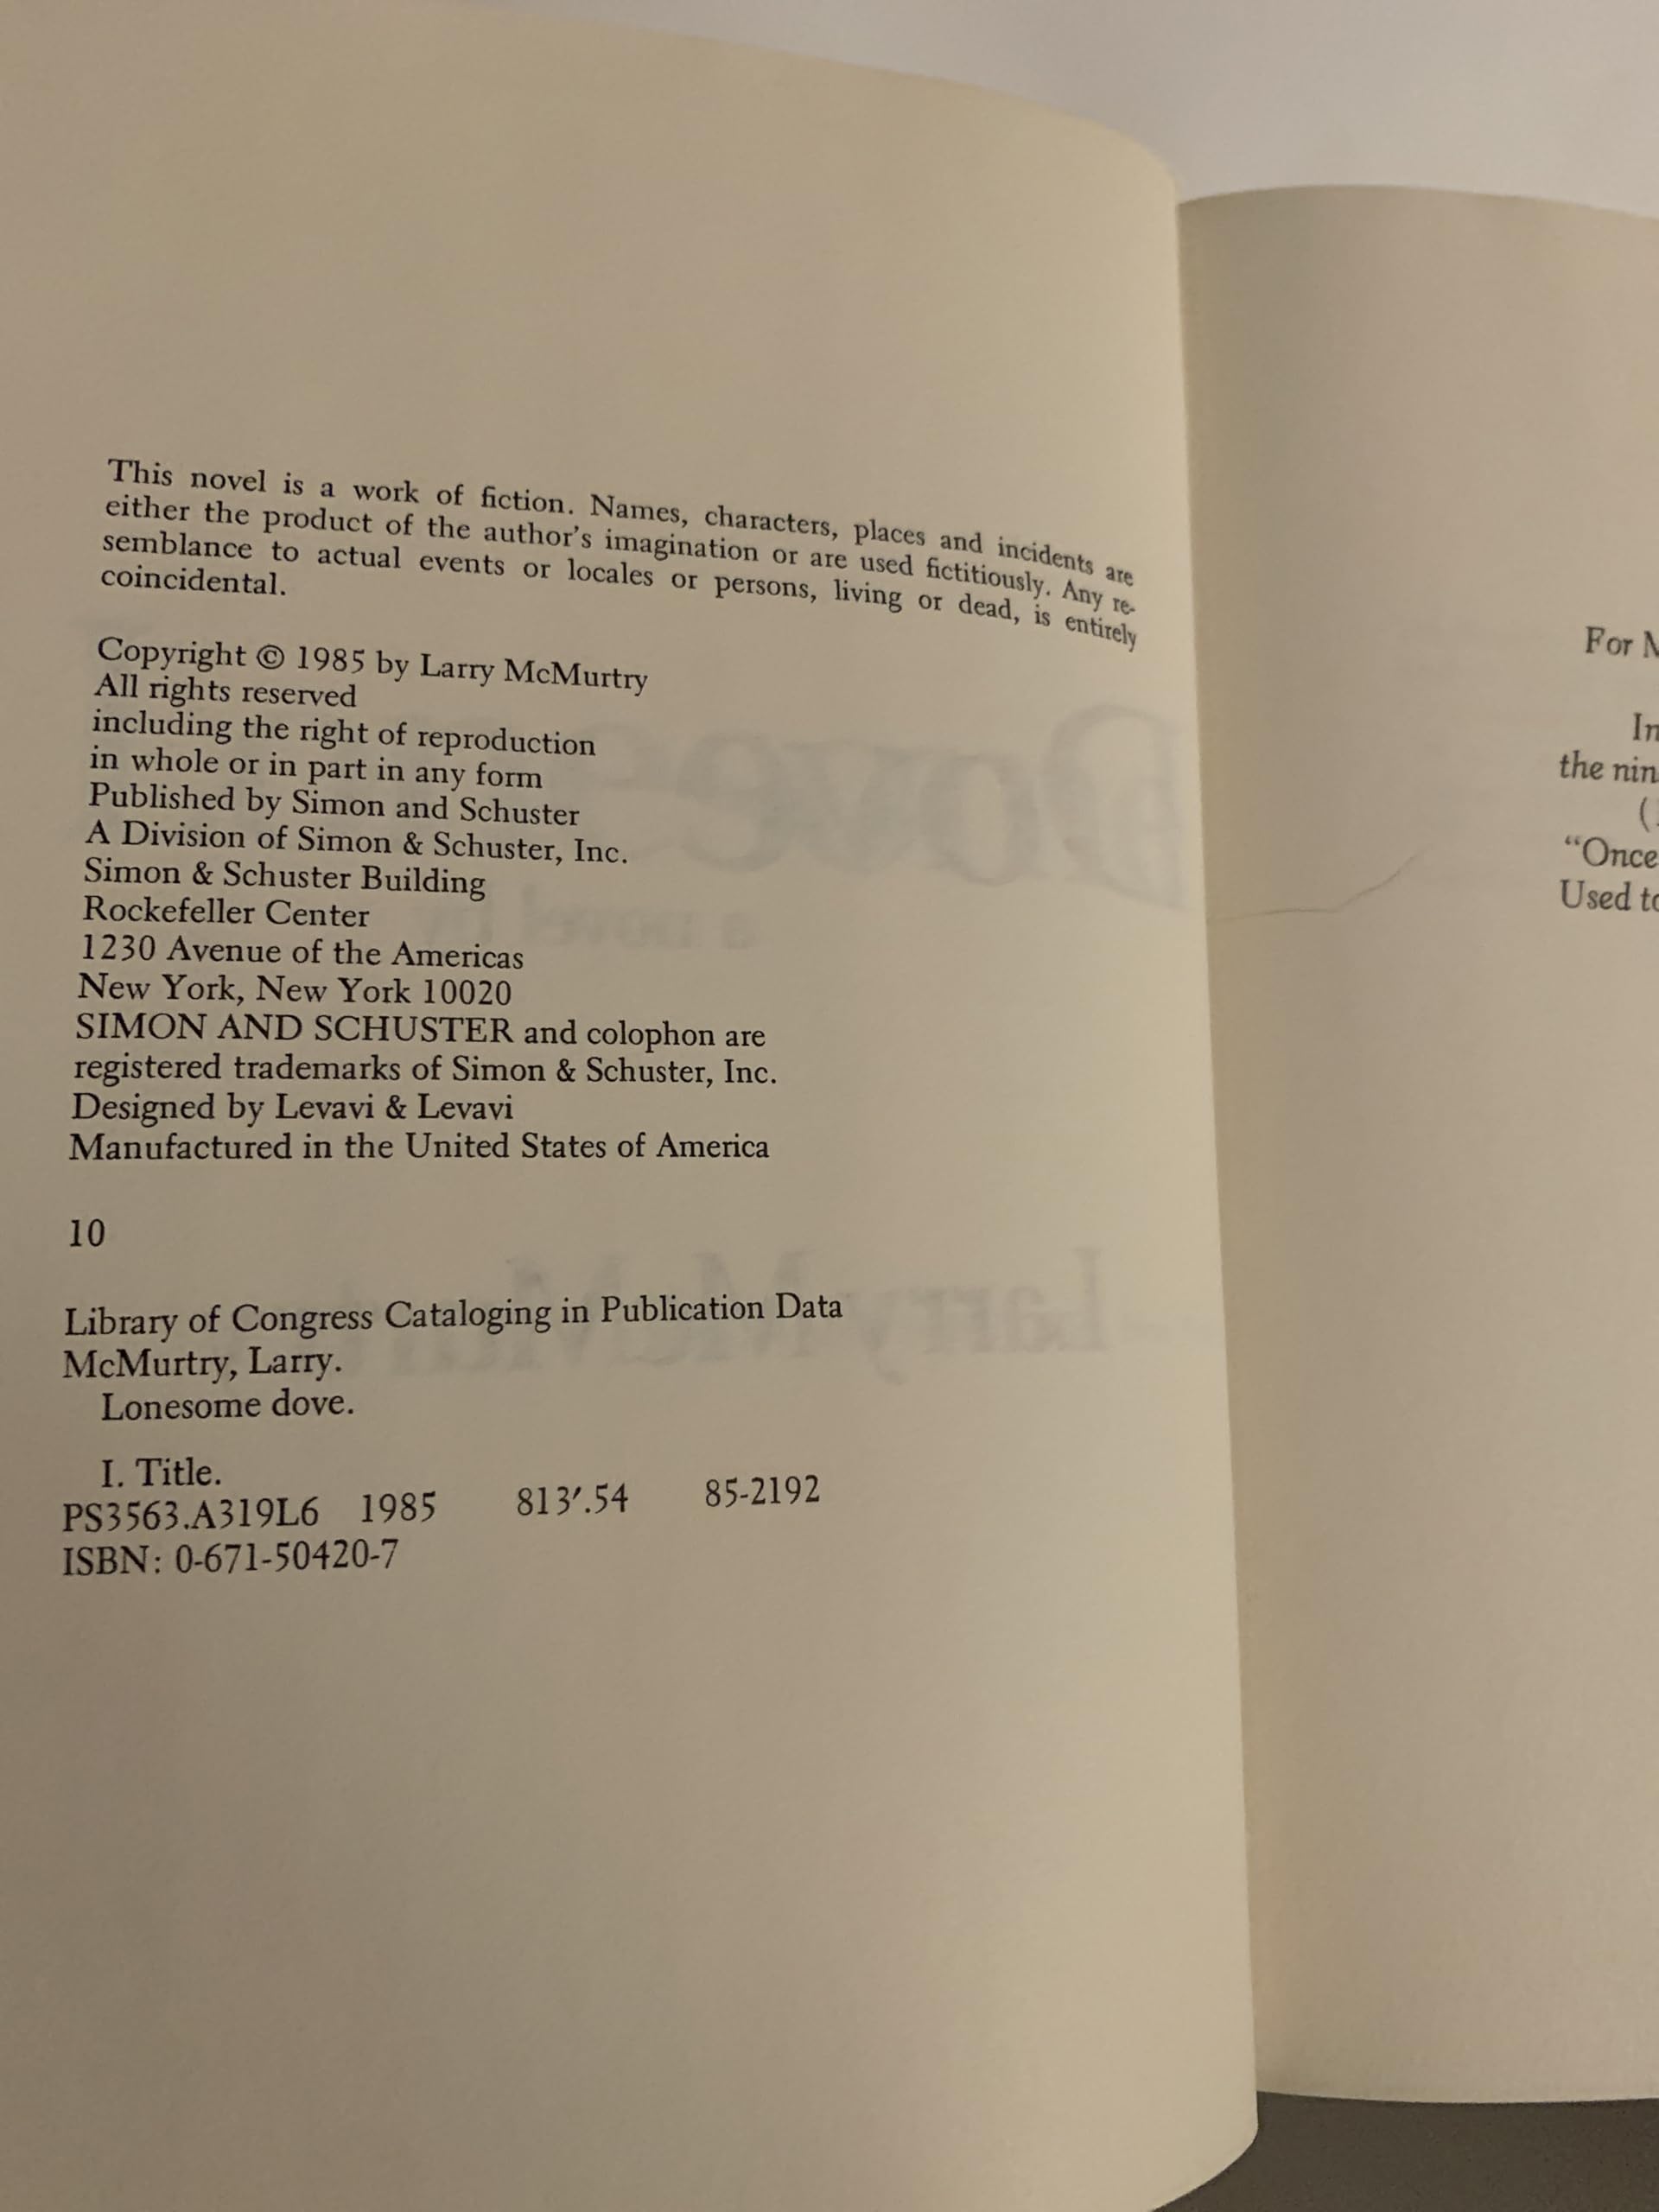 This novel is a work of fiction. Names, characters, places and incidents are
either the product of the author's imagination or are used fictitiously. Any re-
semblance to actual events or locales or persons, living or dead, is entirely
coincidental.
Copyright © 1985 by Larry McMurtry
All rights reserved
including the right of reproduction
in whole or in part in any form
Published by Simon and Schuster
A Division of Simon & Schuster, Inc.
Simon & Schuster Building
Rockefeller Center
1230 Avenue of the Americas
New York, New York 10020
SIMON AND SCHUSTER and colophon are
registered trademarks of Simon & Schuster, Inc.
Designed by Levavi & Levavi
Manufactured in the United States of America
10
Library of Congress Cataloging in Publication Data
McMurtry, Larry.
Lonesome dove.
I. Title.
PS3563.A319L6 1985 813′.54 85-2192
ISBN: 0-671-50420-7
For
In
the nin
"Once
Used to